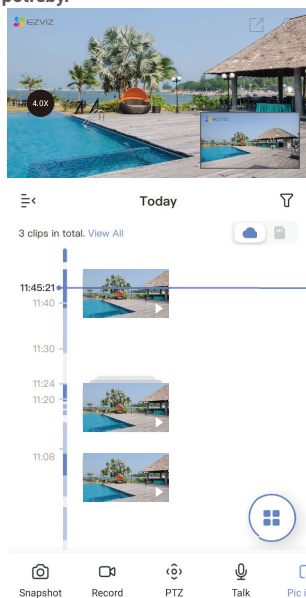 potreby.
EZVIZ
4.0X
EZVIZ
Today
3 clips in total. View All
11:45:21
11:40
11:30
11:24
11:20
11:08
Snapshot Record PTZ Talk Pic i